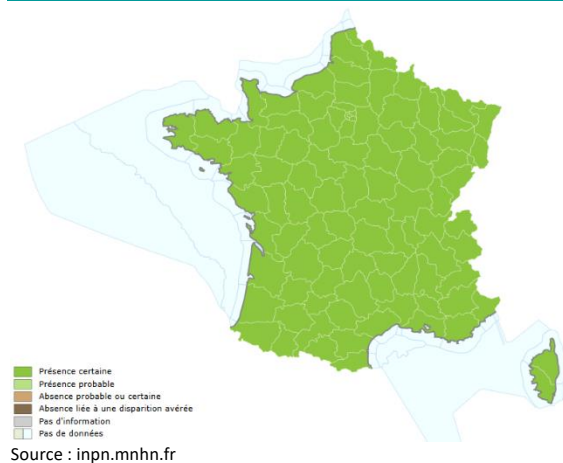 Présence certaine
Présence probable
Absence probable ou certaine
Absence liée à une disparition avérée
Pas d'information
Pas de données
Source : inpn.mnhn.fr